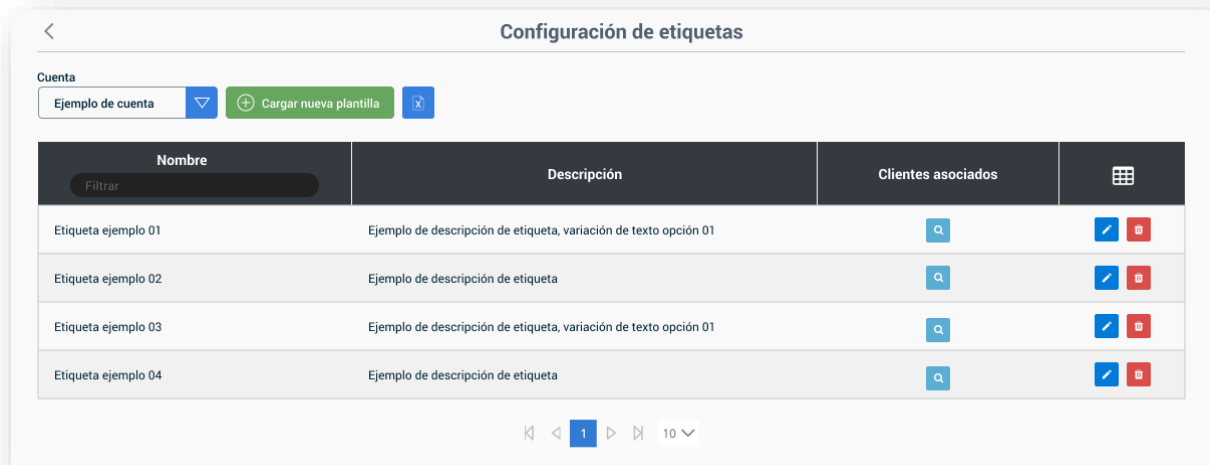 Configuración de etiquetas
Cuenta
Ejemplo de cuenta
Cargar nueva plantilla
Nombre
Filtrar
Descripción
Clientes asociados
Etiqueta ejemplo 01 Ejemplo de descripción de etiqueta, variación de texto opción 01
Etiqueta ejemplo 02 Ejemplo de descripción de etiqueta
Etiqueta ejemplo 03 Ejemplo de descripción de etiqueta, variación de texto opción 01
Etiqueta ejemplo 04 Ejemplo de descripción de etiqueta
1 10